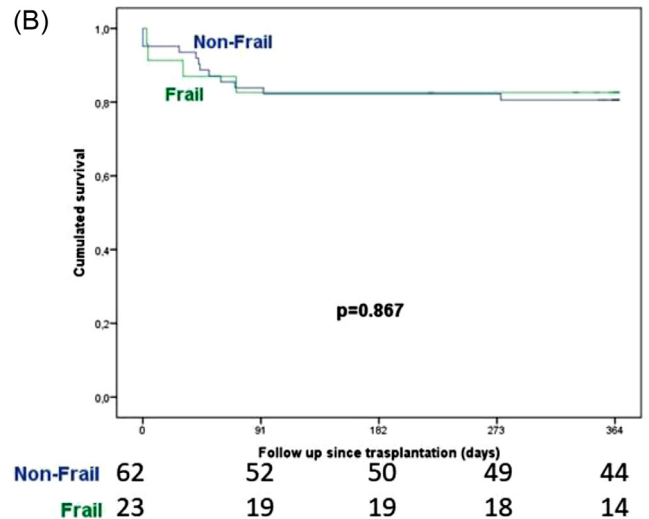 (B)
1,0
Non-Frail
Frail
0,8
0,6
Cumulated survival
0,4
p=0.867
0,2
0,0
0 91 182 273 364
Follow up since trasplantation (days)
Non-Frail 62 52 50 49 44
Frail 23 19 19 18 14